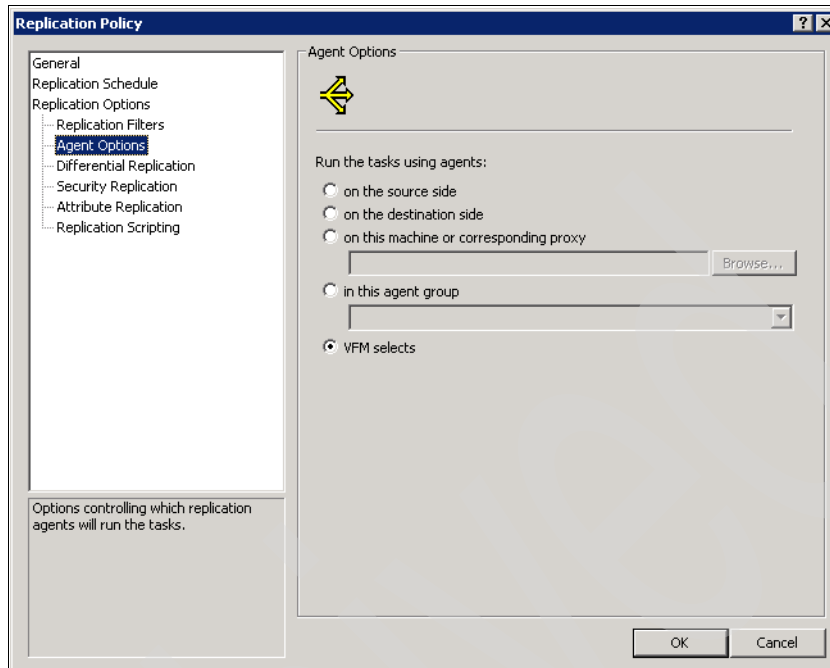 Replication Policy
General
Replication Schedule
Replication Options
Replication Filters
Agent Options
Differential Replication
Security Replication
Attribute Replication
Replication Scripting
Options controlling which replication
agents will run the tasks.
Agent Options
Run the tasks using agents:
on the source side
on the destination side
on this machine or corresponding proxy
Browse...
in this agent group
VFM selects
OK
Cancel